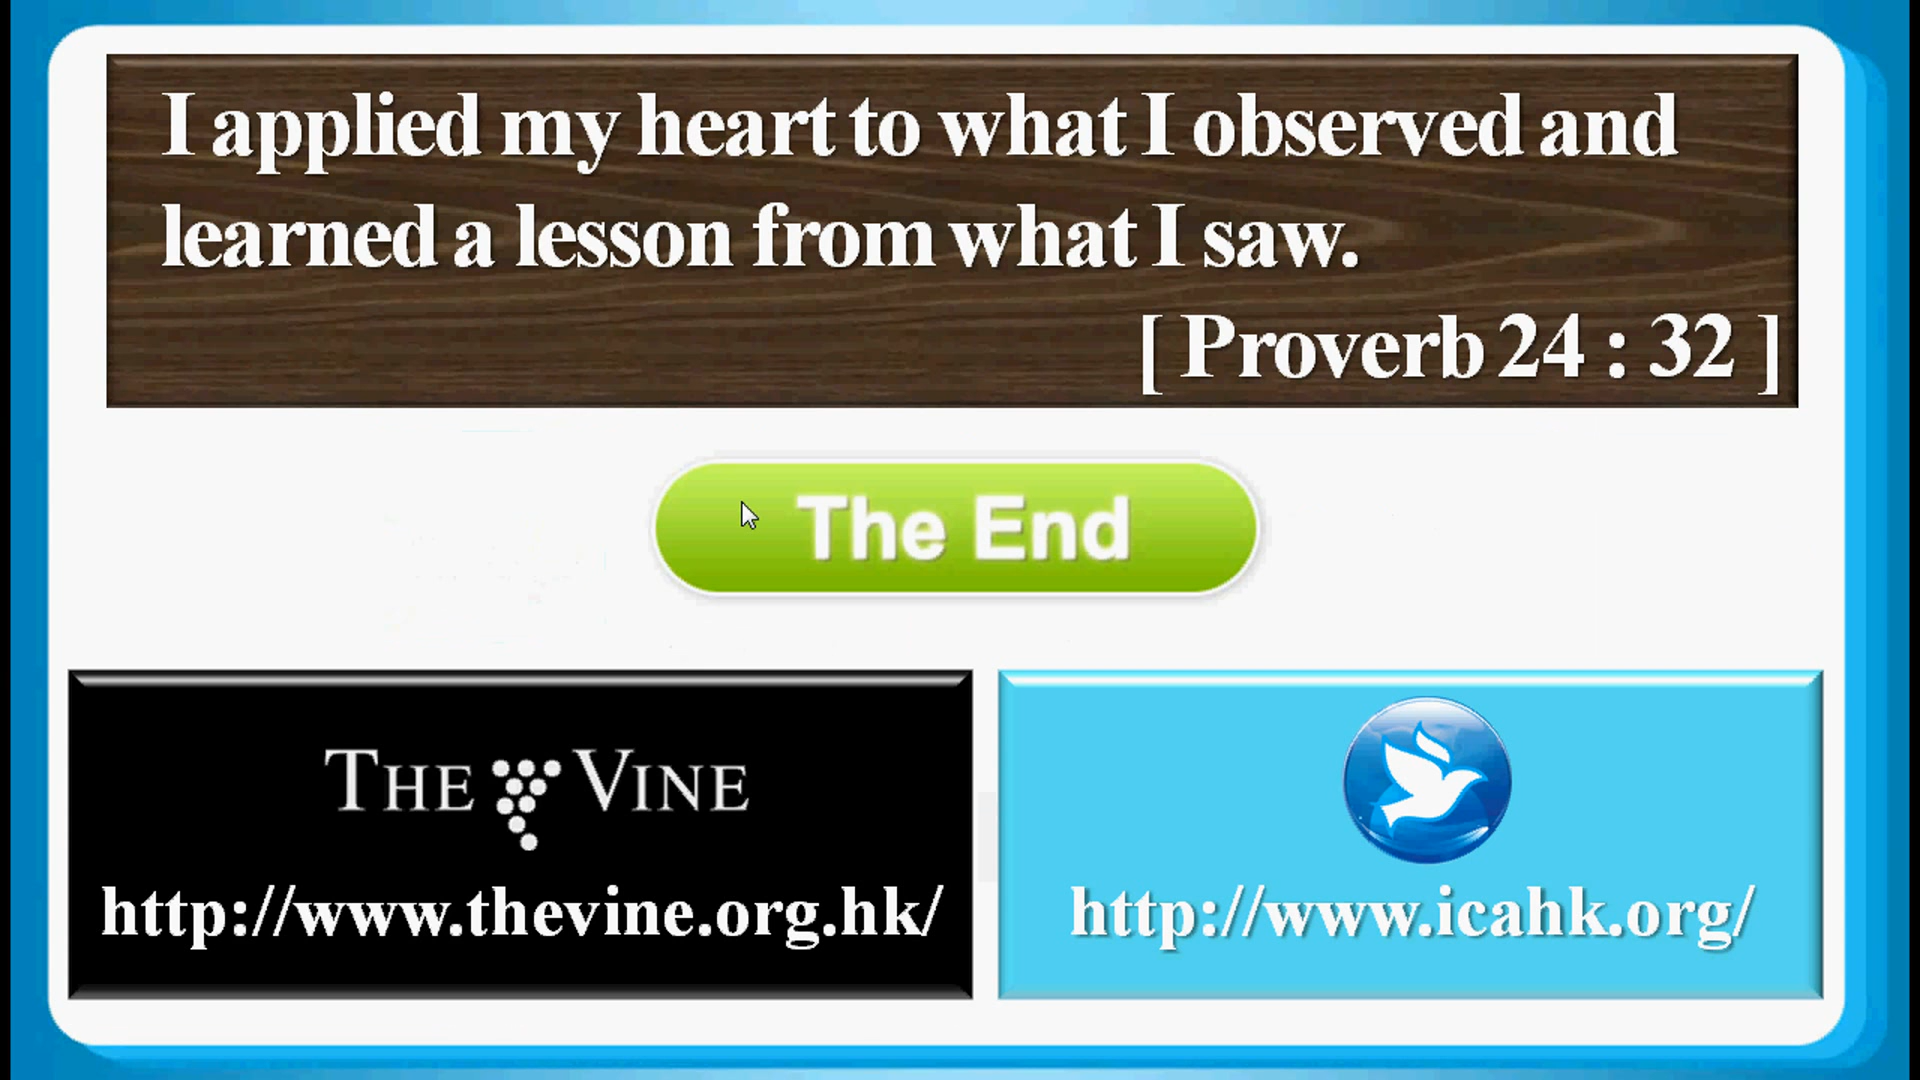 I applied my heart to what I observed and
learned a lesson from what I saw.
[ Proverb 24 : 32 ]
The End
THE VINE
http://www.thevine.org.hk/
http://www.icahk.org/